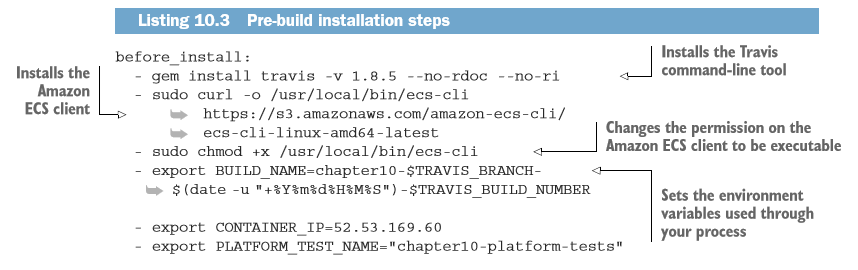 Listing 10.3 Pre-build installation steps
before_install:
- gem install travis -v 1.8.5 --no-rdoc --no-ri
Installs the Travis
command-line tool
- sudo curl -o /usr/local/bin/ecs-cli
https://s3.amazonaws.com/amazon-ecs-cli/
ecs-cli-linux-amd64-latest
Installs the
Amazon
ECS client
- sudo chmod +x /usr/local/bin/ecs-cli
Changes the permission on the
Amazon ECS client to be executable
- export BUILD_NAME=chapter10-$TRAVIS_BRANCH-
$(date -u "+%Y%m%d%H%M%S")-$TRAVIS_BUILD_NUMBER
Sets the environment
variables used through
your process
- export CONTAINER_IP=52.53.169.60
- export PLATFORM_TEST_NAME="chapter10-platform-tests"